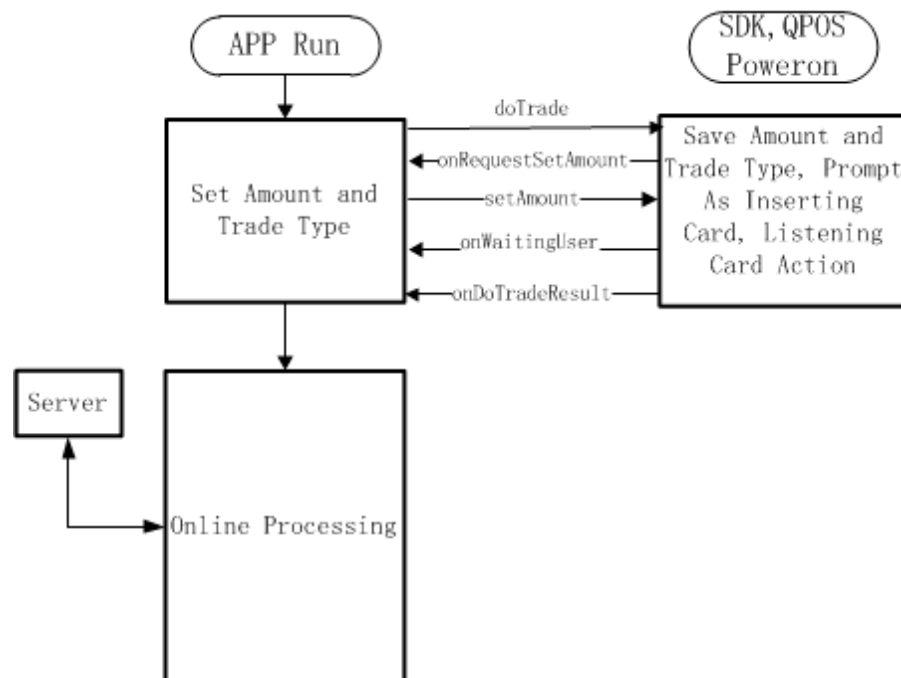 APP Run
SDK,QPOS
Poweron
doTrade
onRequestSetAmount
setAmount
onWaitingUser
onDoTradeResult
Set Amount and
Trade Type
Save Amount and
Trade Type, Prompt
As Inserting
Card, Listening
Card Action
Server
Online Processing